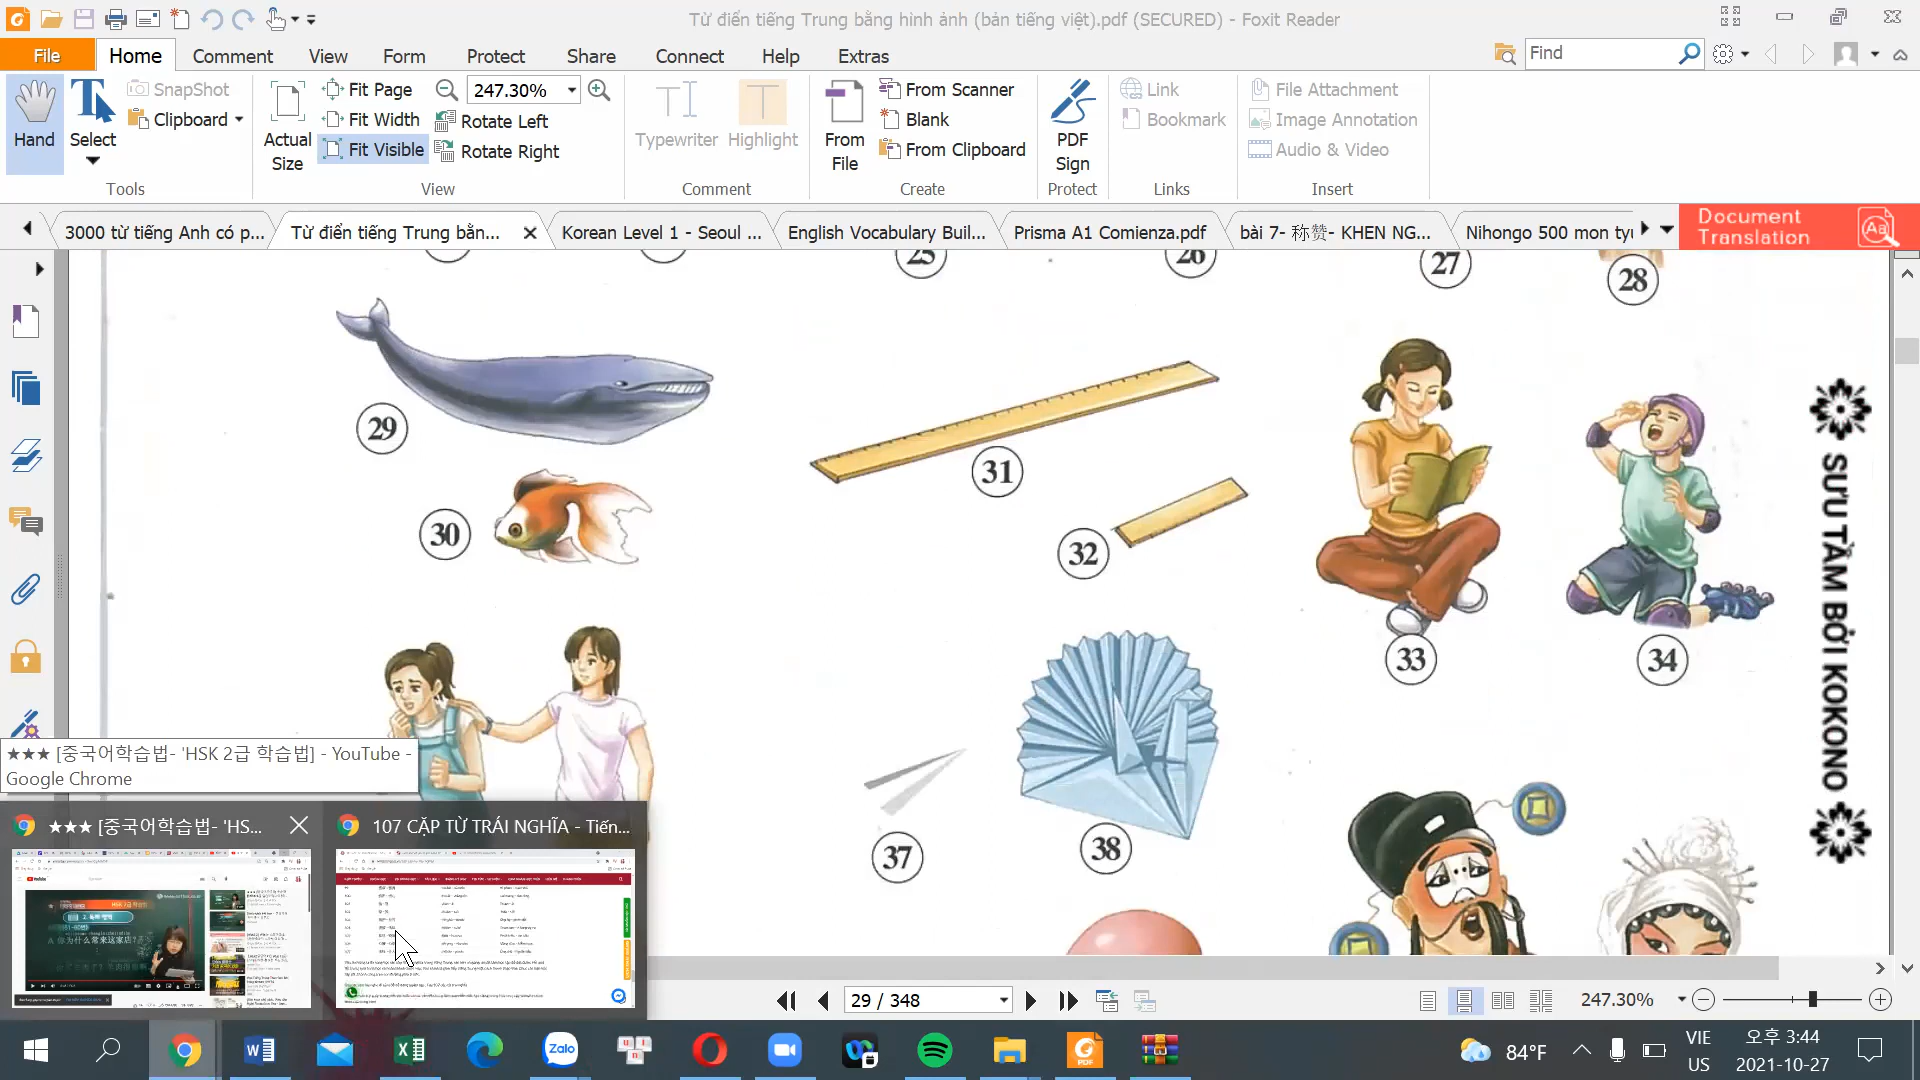 Từ điển tiếng Trung bằng hình ảnh (bản tiếng việt).pdf (SECURED) - Foxit Reader
File Home Comment View Form Protect Share Connect Help Extras
Find
Hand
Select
SnapShot
Clipboard
Tools
Actual Size
Fit Page
Fit Width
Fit Visible
247.30%
Rotate Left
Rotate Right
View
Typewriter
Highlight
Comment
From File
From Scanner
Blank
From Clipboard
Create
PDF Sign
Protect
Link
Bookmark
Links
File Attachment
Image Annotation
Audio & Video
Insert
3000 từ tiếng Anh có p...
Từ điển tiếng Trung bằn...
Korean Level 1 - Seoul ...
English Vocabulary Buil...
Prisma A1 Comienza.pdf
bài 7- 称赞- KHEN NG...
Nihongo 500 mon tyu
Document Translation
25
26
27
28
29
30
31
32
33
34
37
38
SƯU TẦM BỞI KOKONO
★★★ [중국어학습법- 'HSK 2급 학습법] - YouTube -
Google Chrome
★★★ [중국어학습법- 'HS...
107 CẶP TỪ TRÁI NGHĨA - Tiến...
29 / 348
247.30%
Zalo
84°F
VIE
US
오후 3:44
2021-10-27